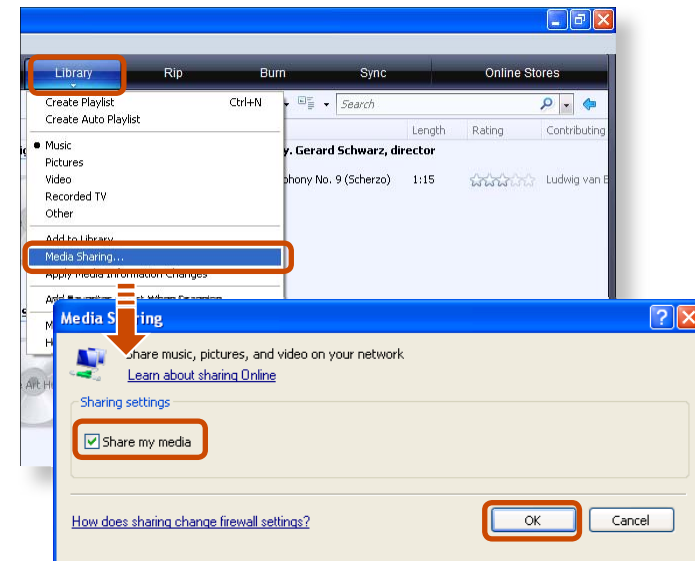 Library Rip Burn Sync Online Stores
Create Playlist Ctrl+N Search
Create Auto Playlist
Length Rating Contributing
Music y. Gerard Schwarz, director
Pictures
Video phony No. 9 (Scherzo) 1:15 Ludwig van B
Recorded TV
Other
Add to Library
Media Sharing...
Apply Media Information Changes
Media S ring
Share music, pictures, and video on your network
Learn about sharing Online
Art H
Sharing settings
Share my media
How does sharing change firewall settings? OK Cancel